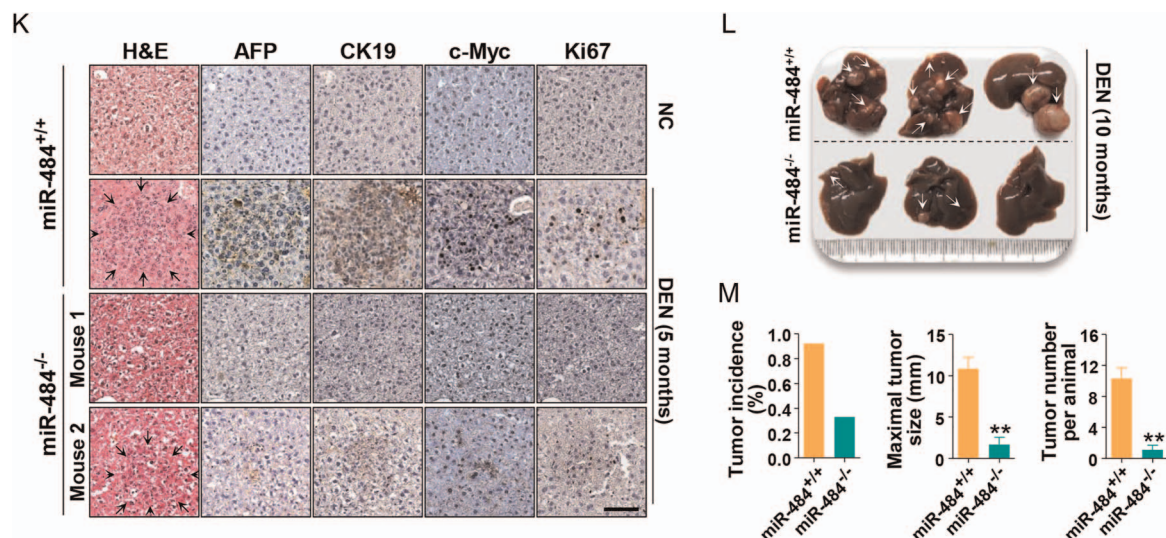 K
H&E AFP CK19 c-Myc Ki67
miR-484+/+
NC
miR-484-/-
Mouse 1
Mouse 2
DEN (5 months)
L
miR-484+/+
miR-484-/-
DEN (10 months)
M
Tumor incidence
(%)
1.0
0.8
0.6
0.4
0.2
0.0
miR-484+/+
miR-484-/-
Maximal tumor
size (mm)
15
10
5
0
**
miR-484+/+
miR-484-/-
Tumor number
per animal
16
12
8
4
0
**
miR-484+/+
miR-484-/-